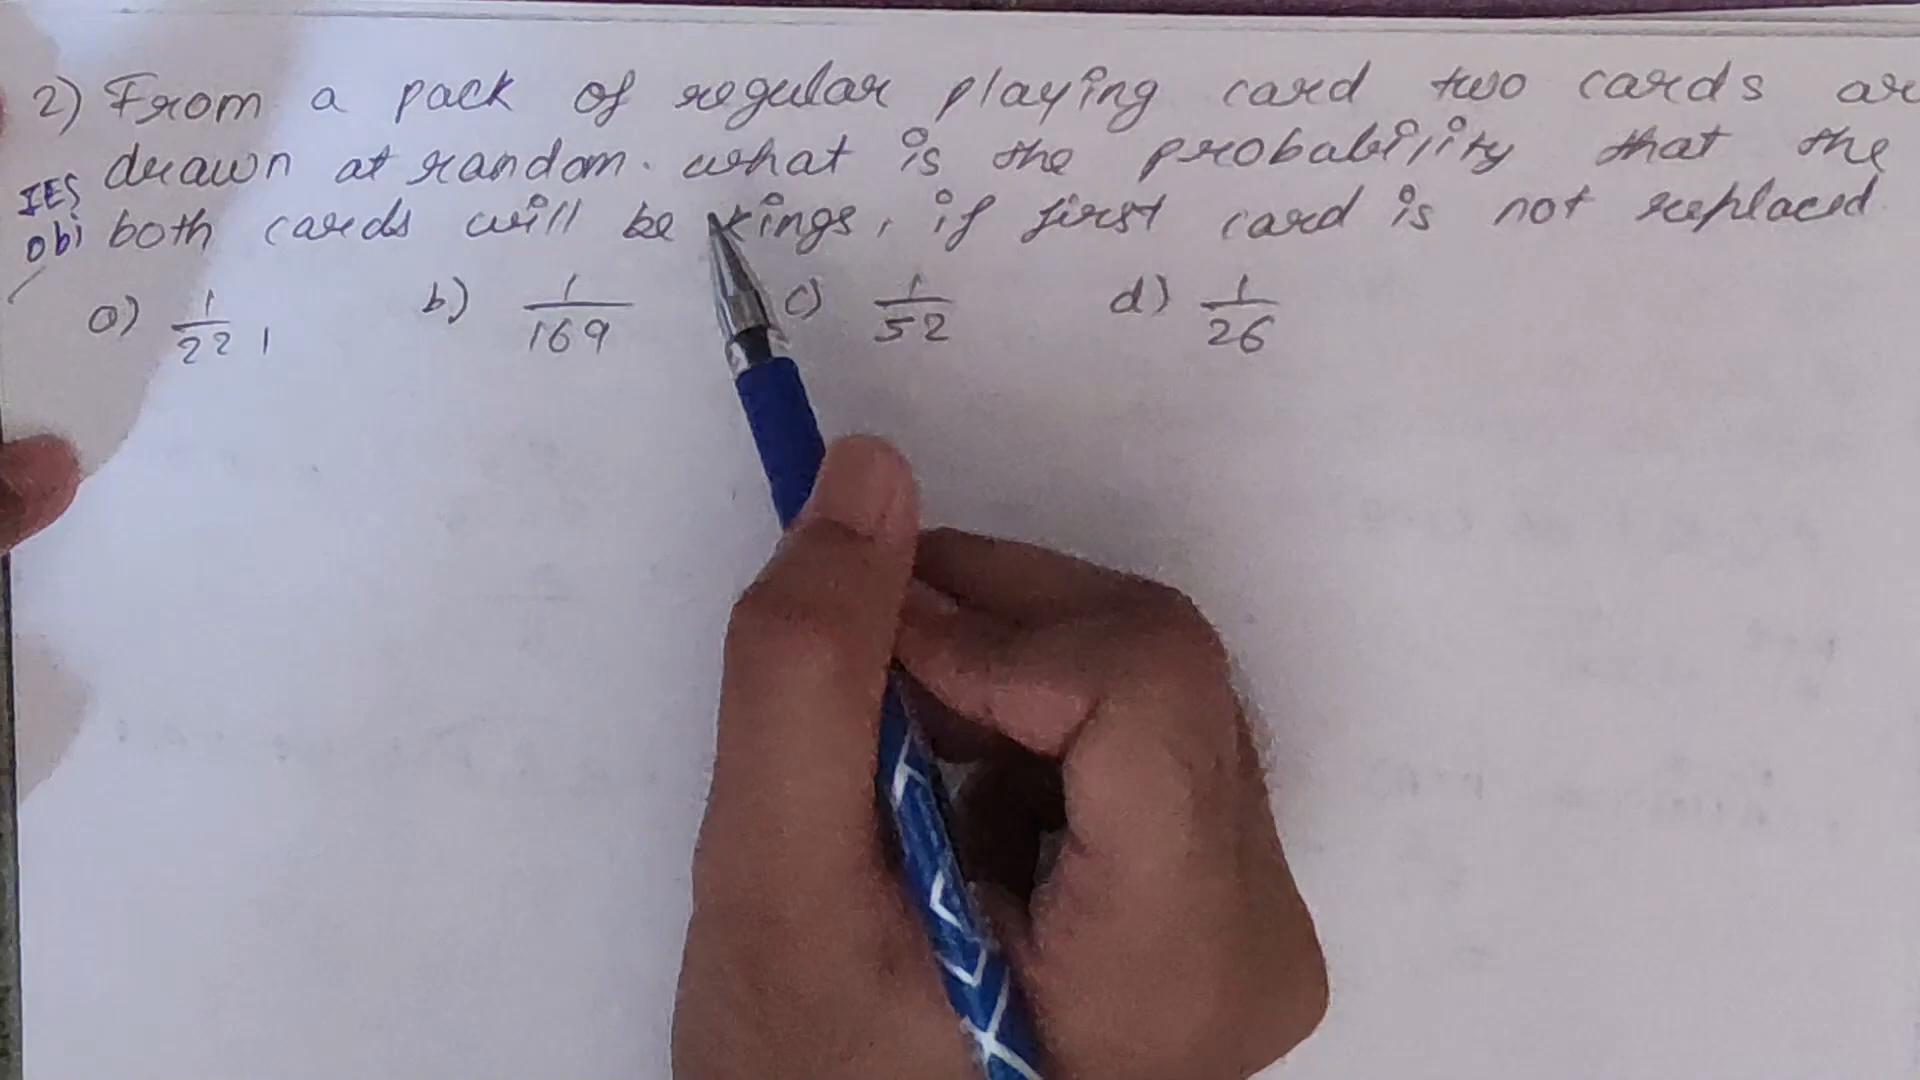 2) From a pack of regular playing card two cards
drawn at random. what is the probability that the
IES
both cards will be kings, if first card is not replaced
obj
a) 1/221 b) 1/169 c) 1/52 d) 1/26